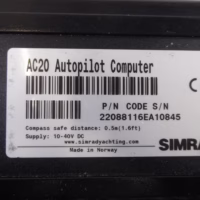 AC20 Autopilot Computer
P/N CODE S/N
22088116EA10845
Compass safe distance: 0.5m(1.6ft)
Supply: 10-40V DC
www.simradyachting.com
SIMRA
Made in Norway